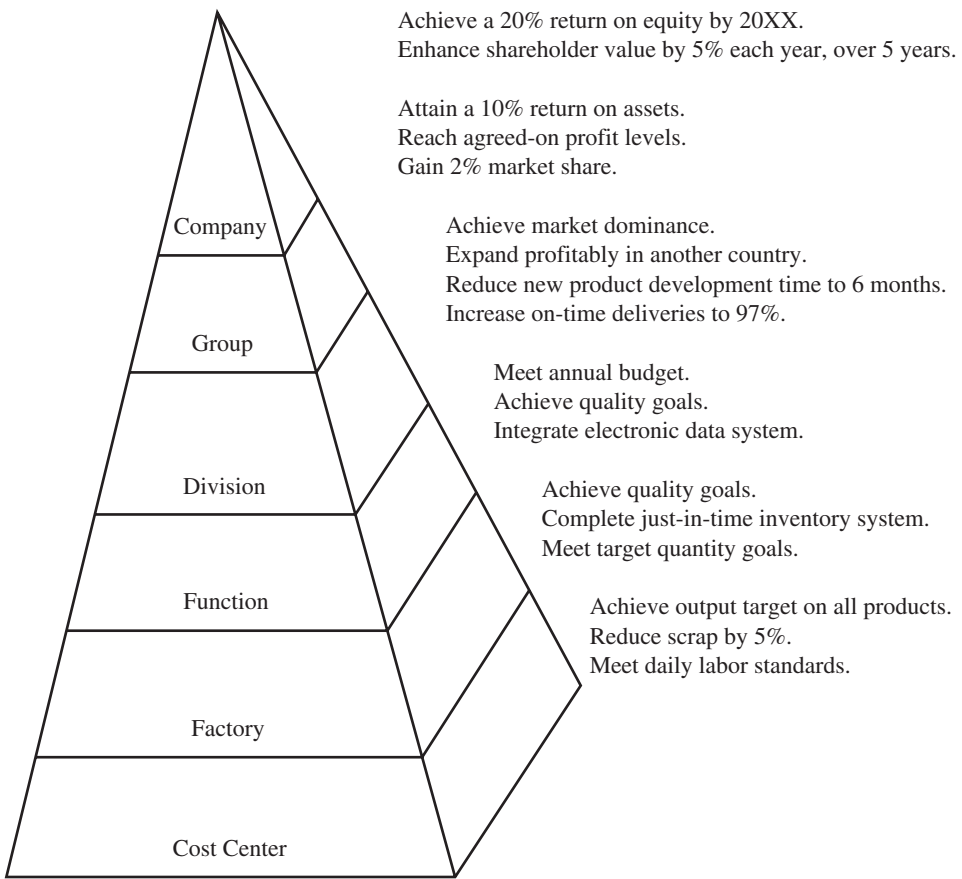 Achieve a 20% return on equity by 20XX.
Enhance shareholder value by 5% each year, over 5 years.
Attain a 10% return on assets.
Reach agreed-on profit levels.
Gain 2% market share.
Company
Achieve market dominance.
Expand profitably in another country.
Reduce new product development time to 6 months.
Increase on-time deliveries to 97%.
Group
Meet annual budget.
Achieve quality goals.
Integrate electronic data system.
Division
Achieve quality goals.
Complete just-in-time inventory system.
Meet target quantity goals.
Function
Achieve output target on all products.
Reduce scrap by 5%.
Meet daily labor standards.
Factory
Cost Center